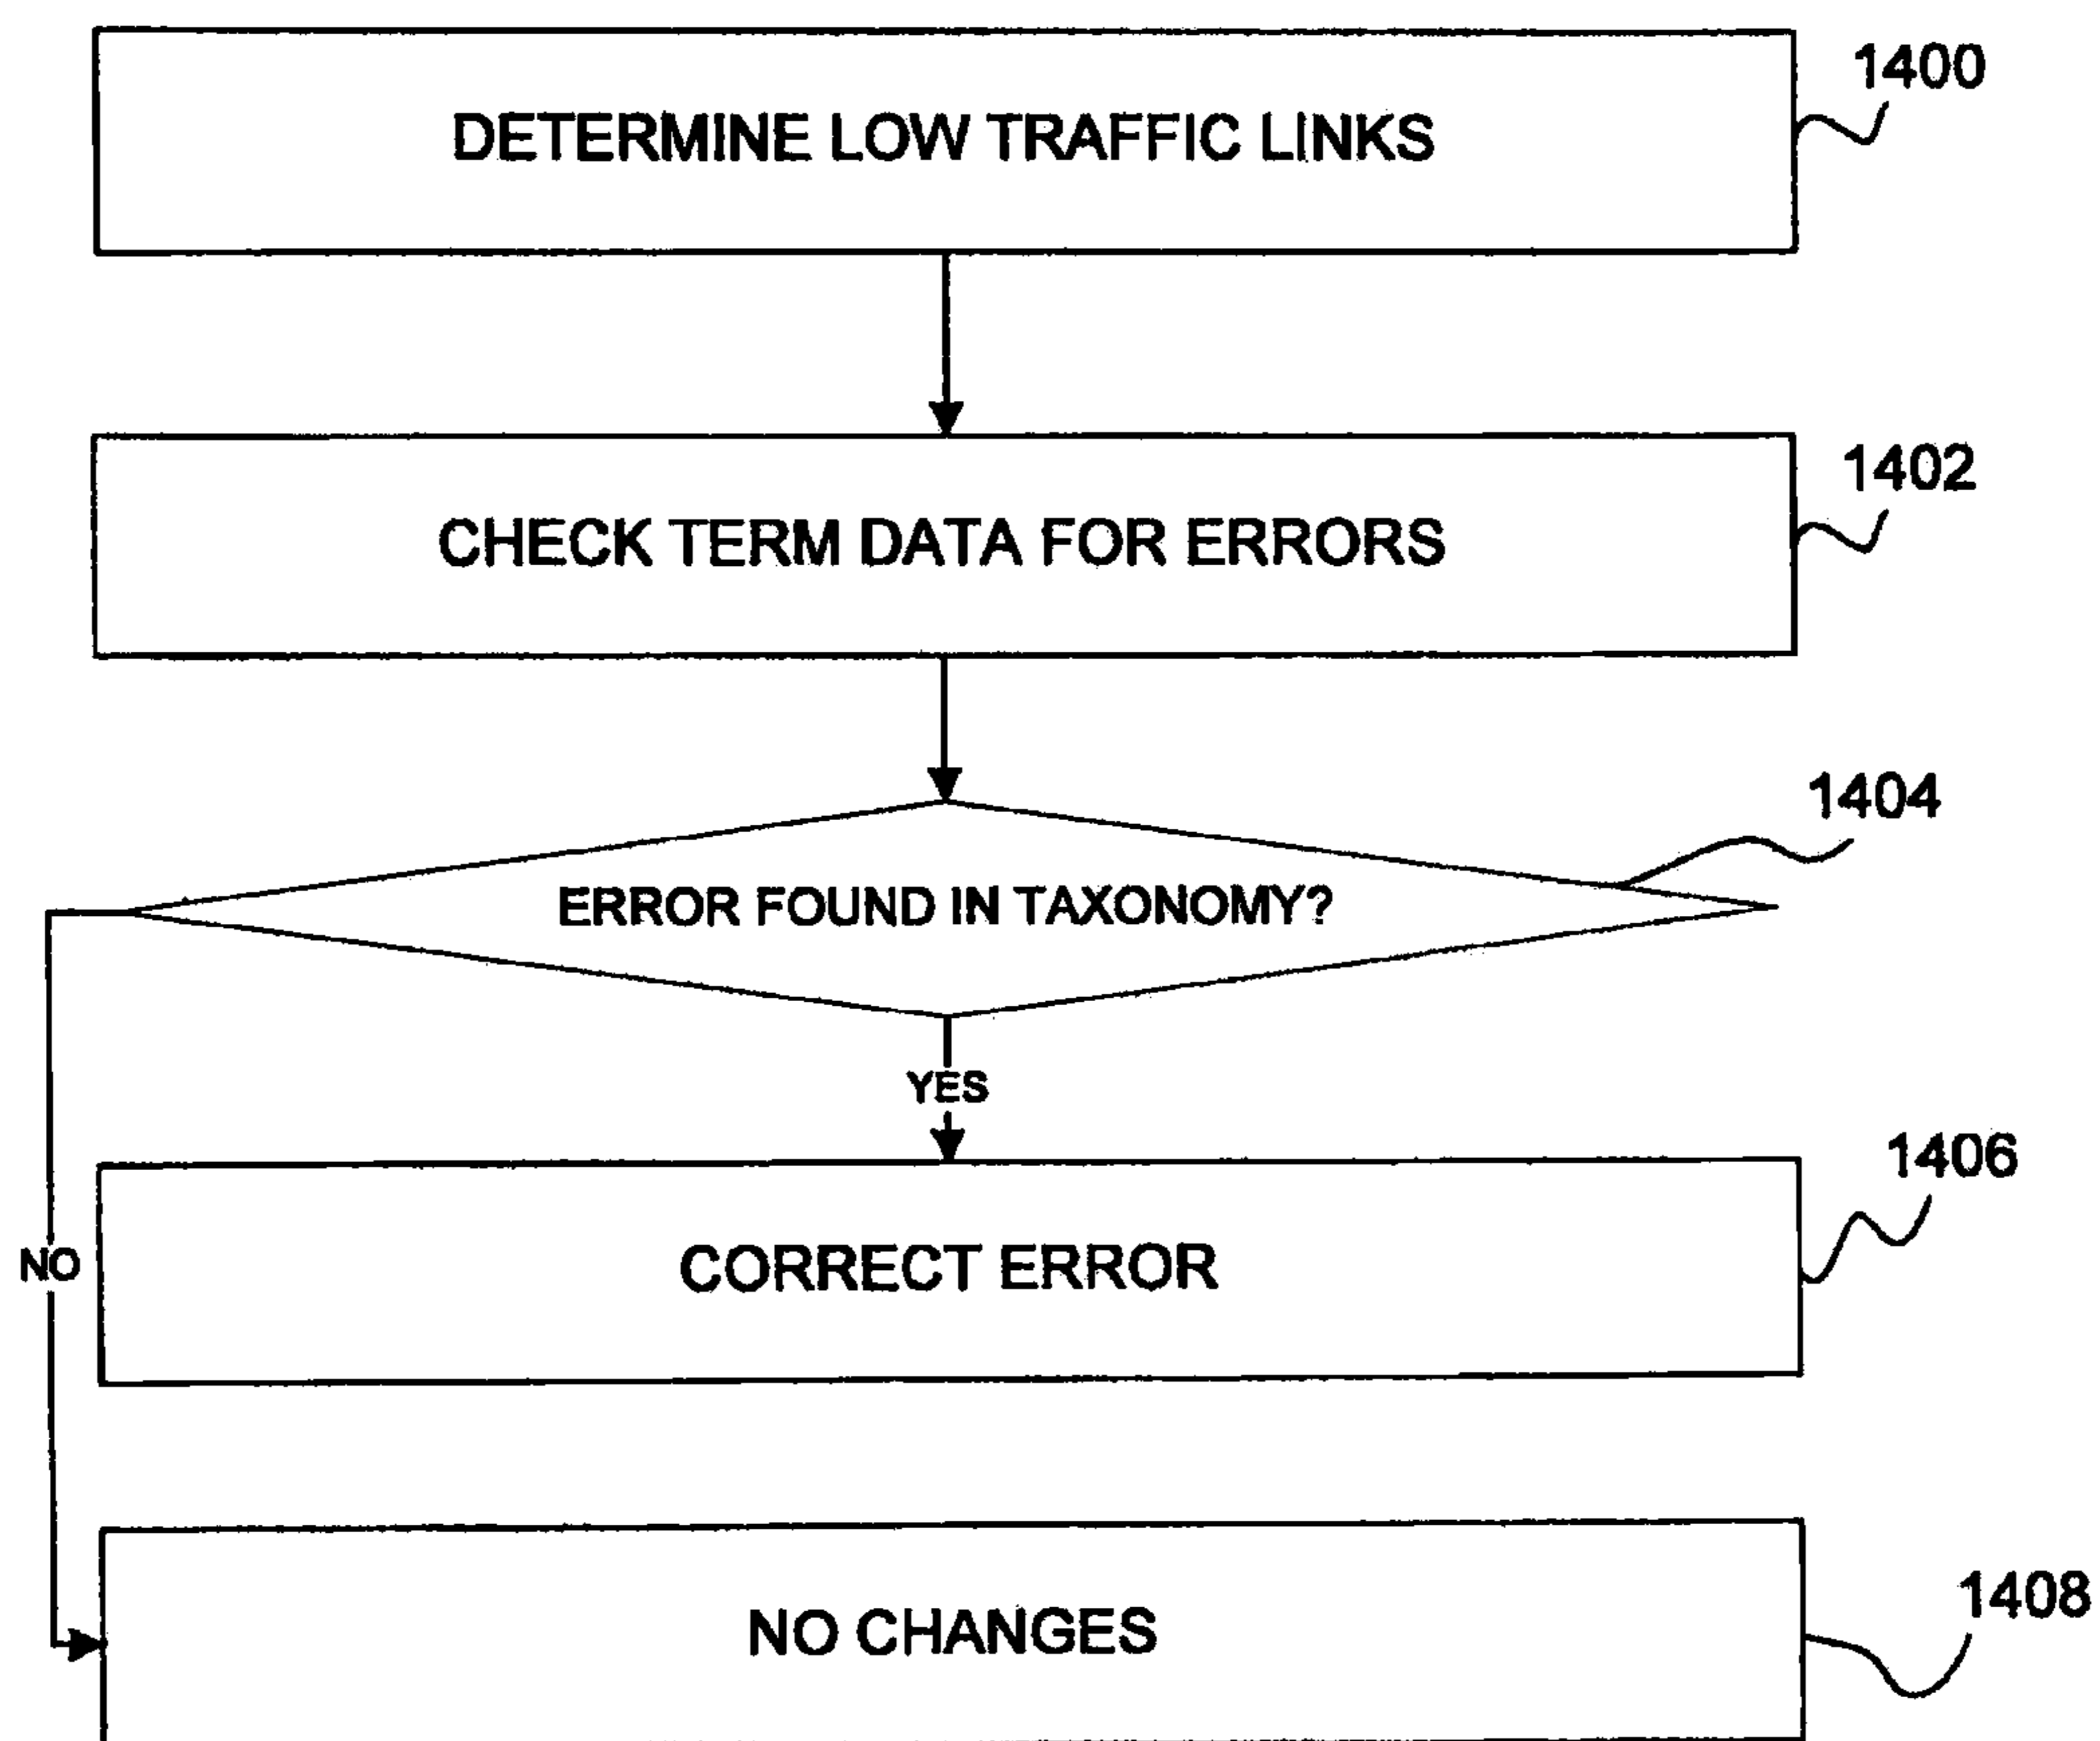 1400
DETERMINE LOW TRAFFIC LINKS
1402
CHECK TERM DATA FOR ERRORS
1404
ERROR FOUND IN TAXONOMY?
YES
1406
NO
CORRECT ERROR
1408
NO CHANGES